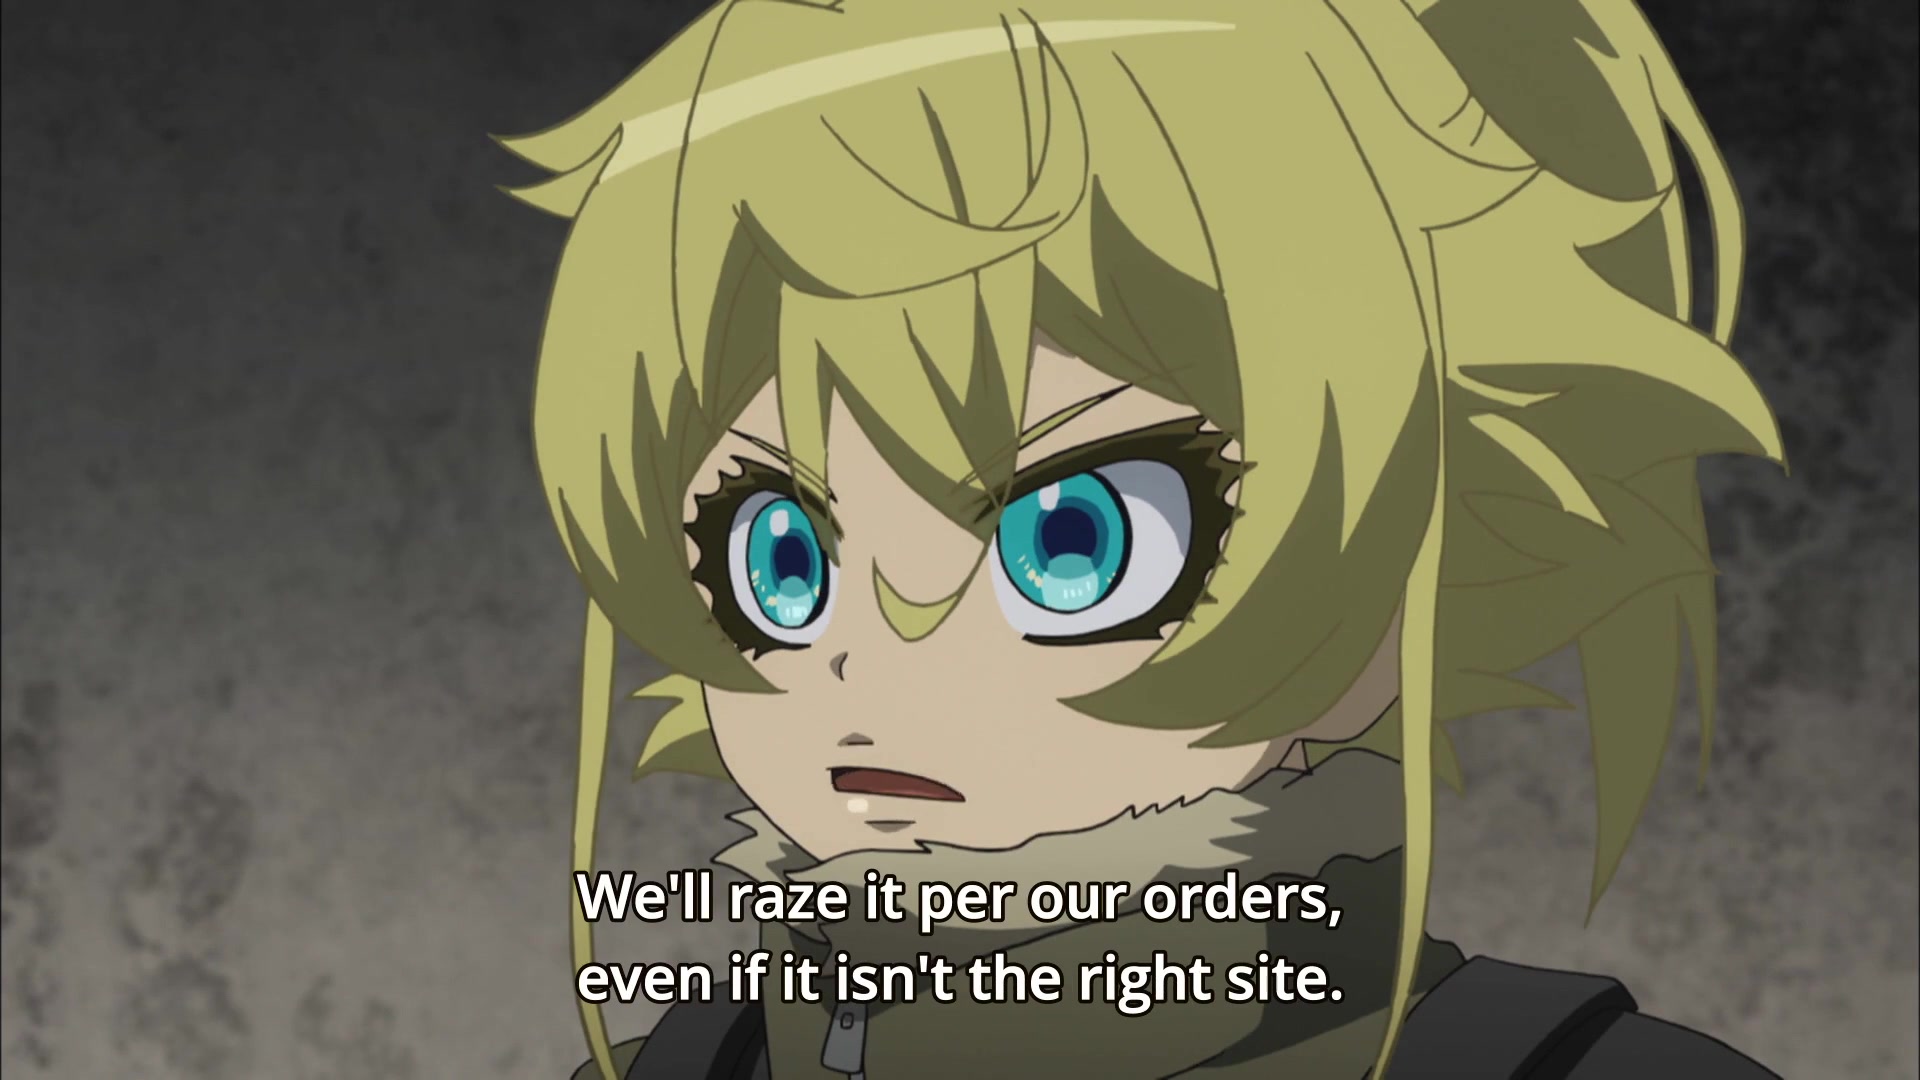 We'll raze it per our orders,
even if it isn't the right site.